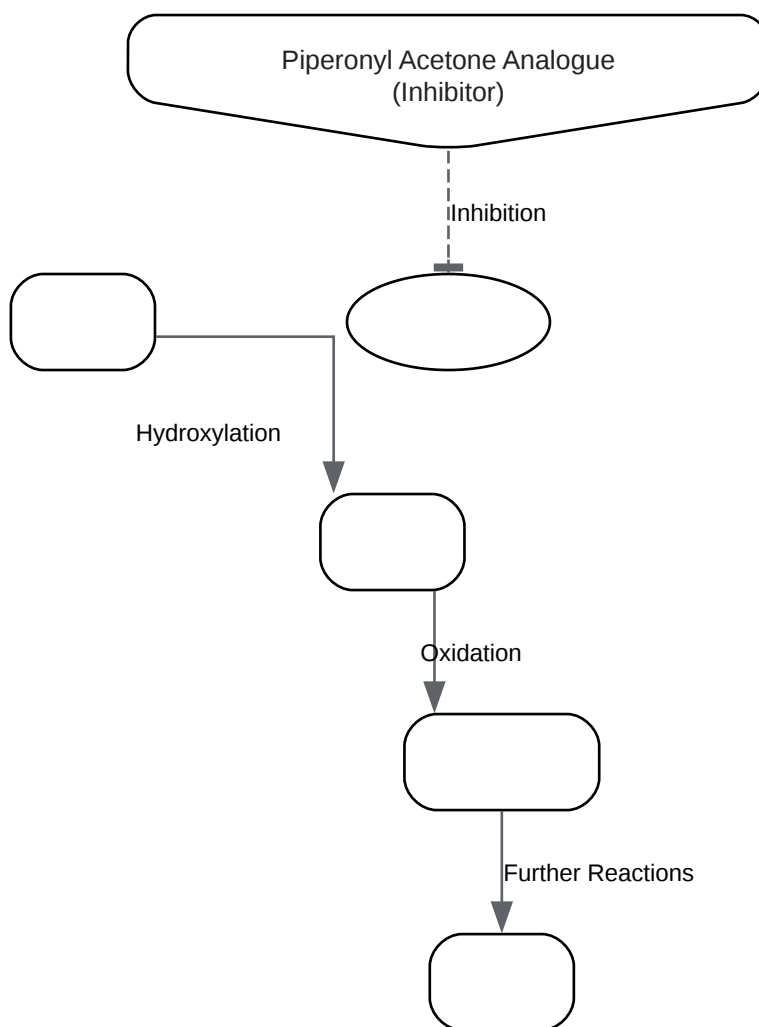 Piperonyl Acetone Analogue
(Inhibitor)
Inhibition
Hydroxylation
Oxidation
Further Reactions